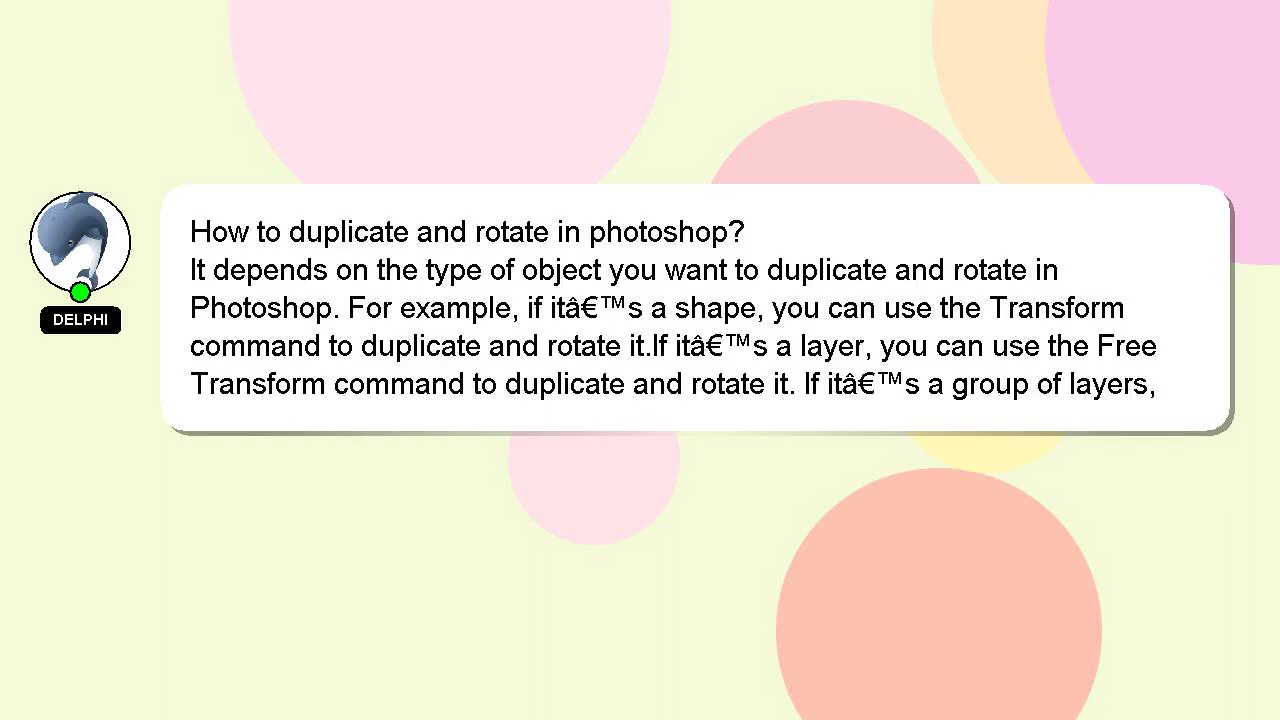 How to duplicate and rotate in photoshop?
It depends on the type of object you want to duplicate and rotate in
Photoshop. For example, if itâ€™s a shape, you can use the Transform
command to duplicate and rotate it.If itâ€™s a layer, you can use the Free
Transform command to duplicate and rotate it. If itâ€™s a group of layers,
DELPHI